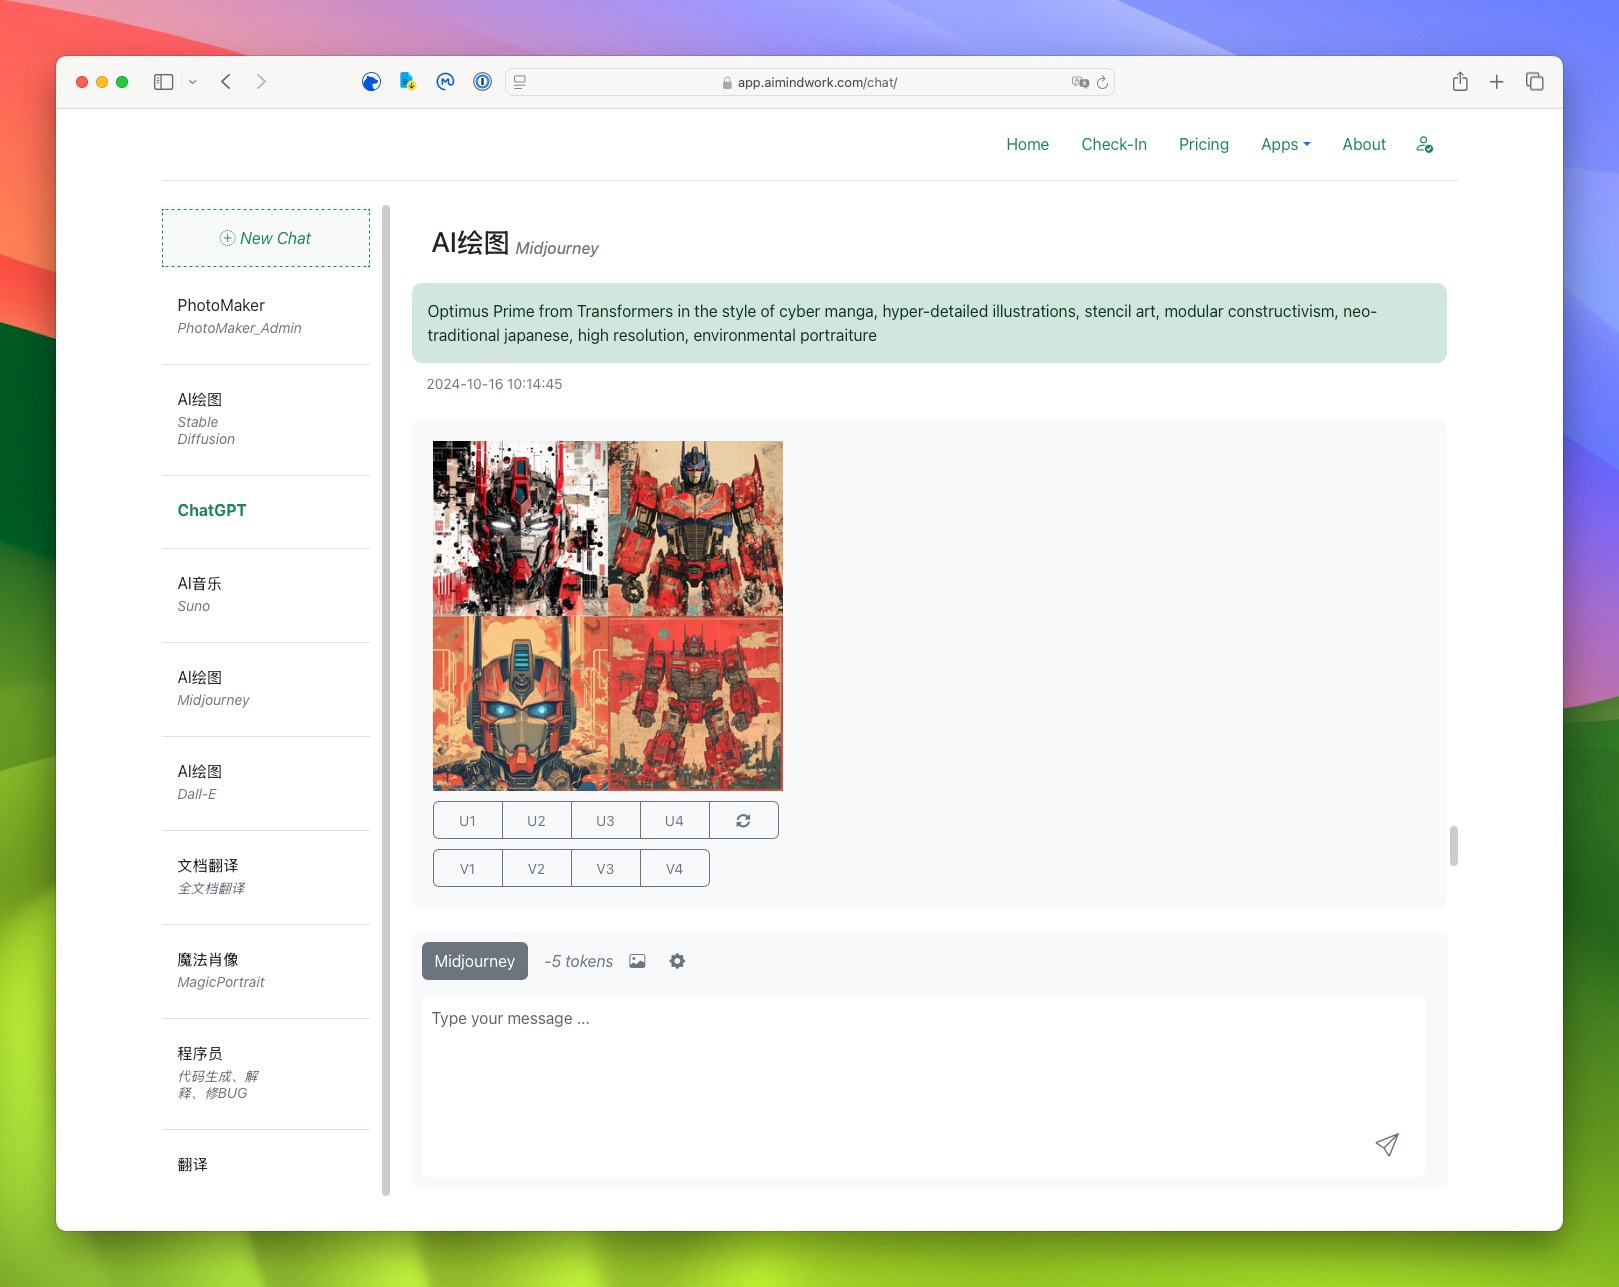 app.aimindwork.com/chat/
Home Check-In Pricing Apps About
New Chat
PhotoMaker
PhotoMaker_Admin
AI绘图
Stable
Diffusion
ChatGPT
AI音乐
Suno
AI绘图
Midjourney
AI绘图
Dall-E
文档翻译
全文档翻译
魔法肖像
MagicPortrait
程序员
代码生成、解
释、修BUG
翻译
AI绘图 Midjourney
Optimus Prime from Transformers in the style of cyber manga, hyper-detailed illustrations, stencil art, modular constructivism, neo-
traditional japanese, high resolution, environmental portraiture
2024-10-16 10:14:45
U1 U2 U3 U4
V1 V2 V3 V4
Midjourney -5 tokens
Type your message ...